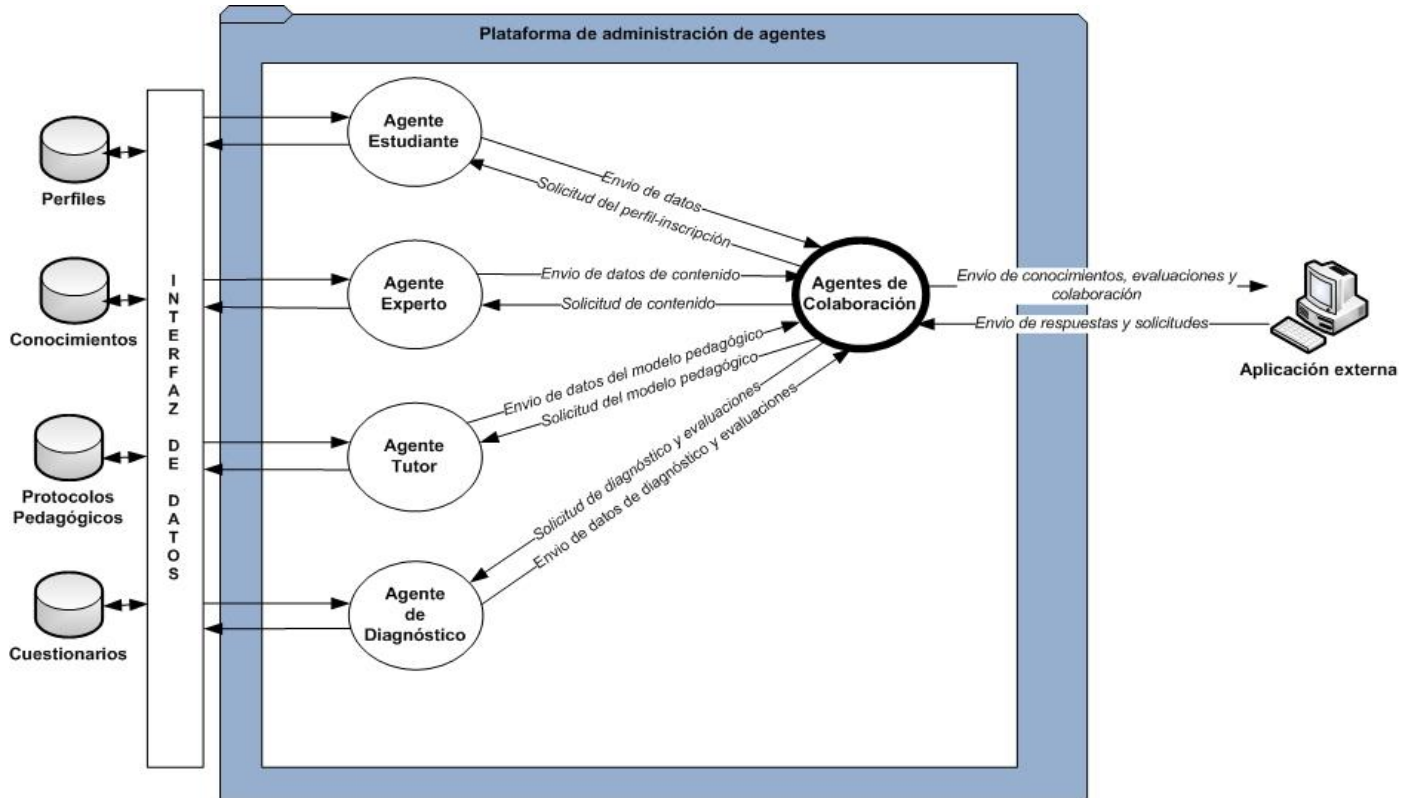 Plataforma de administración de agentes
Perfiles
Conocimientos
Protocolos
Pedagógicos
Cuestionarios
INTERFAZ DE DATOS
Agente
Estudiante
Agente
Experto
Agente
Tutor
Agente
de
Diagnóstico
Envio de datos
Solicitud del perfil-inscripción
Envio de datos de contenido
Solicitud de contenido
Envio de datos del modelo pedagógico
Solicitud del modelo pedagógico
Solicitud de diagnóstico y evaluaciones
Envio de datos de diagnóstico y evaluaciones
Agentes de
Colaboración
Envio de conocimientos, evaluaciones y
colaboración
Envio de respuestas y solicitudes
Aplicación externa